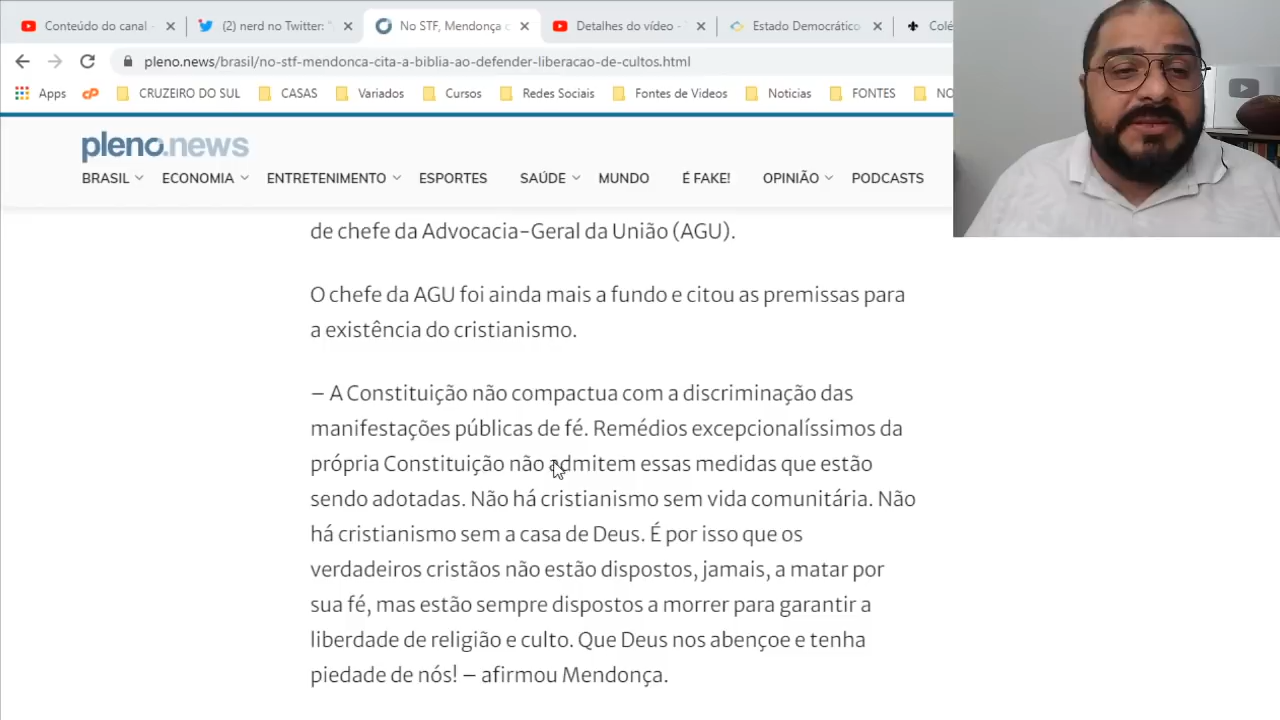 Conteúdo do canal
(2) nerd no Twitter: "
No STF, Mendonça c
Detalhes do vídeo -
Estado Democrático
Colé
pleno.news/brasil/no-stf-mendonca-cita-a-biblia-ao-defender-liberacao-de-cultos.html
Apps
CRUZEIRO DO SUL
CASAS
Variados
Cursos
Redes Sociais
Fontes de Videos
Noticias
FONTES
NO
pleno.news
BRASIL
ECONOMIA
ENTRETENIMENTO
ESPORTES
SAÚDE
MUNDO
É FAKE!
OPINIÃO
PODCASTS
de chefe da Advocacia-Geral da União (AGU).
O chefe da AGU foi ainda mais a fundo e citou as premissas para
a existência do cristianismo.
– A Constituição não compactua com a discriminação das
manifestações públicas de fé. Remédios excepcionalíssimos da
própria Constituição não admitem essas medidas que estão
sendo adotadas. Não há cristianismo sem vida comunitária. Não
há cristianismo sem a casa de Deus. É por isso que os
verdadeiros cristãos não estão dispostos, jamais, a matar por
sua fé, mas estão sempre dispostos a morrer para garantir a
liberdade de religião e culto. Que Deus nos abençoe e tenha
piedade de nós! – afirmou Mendonça.